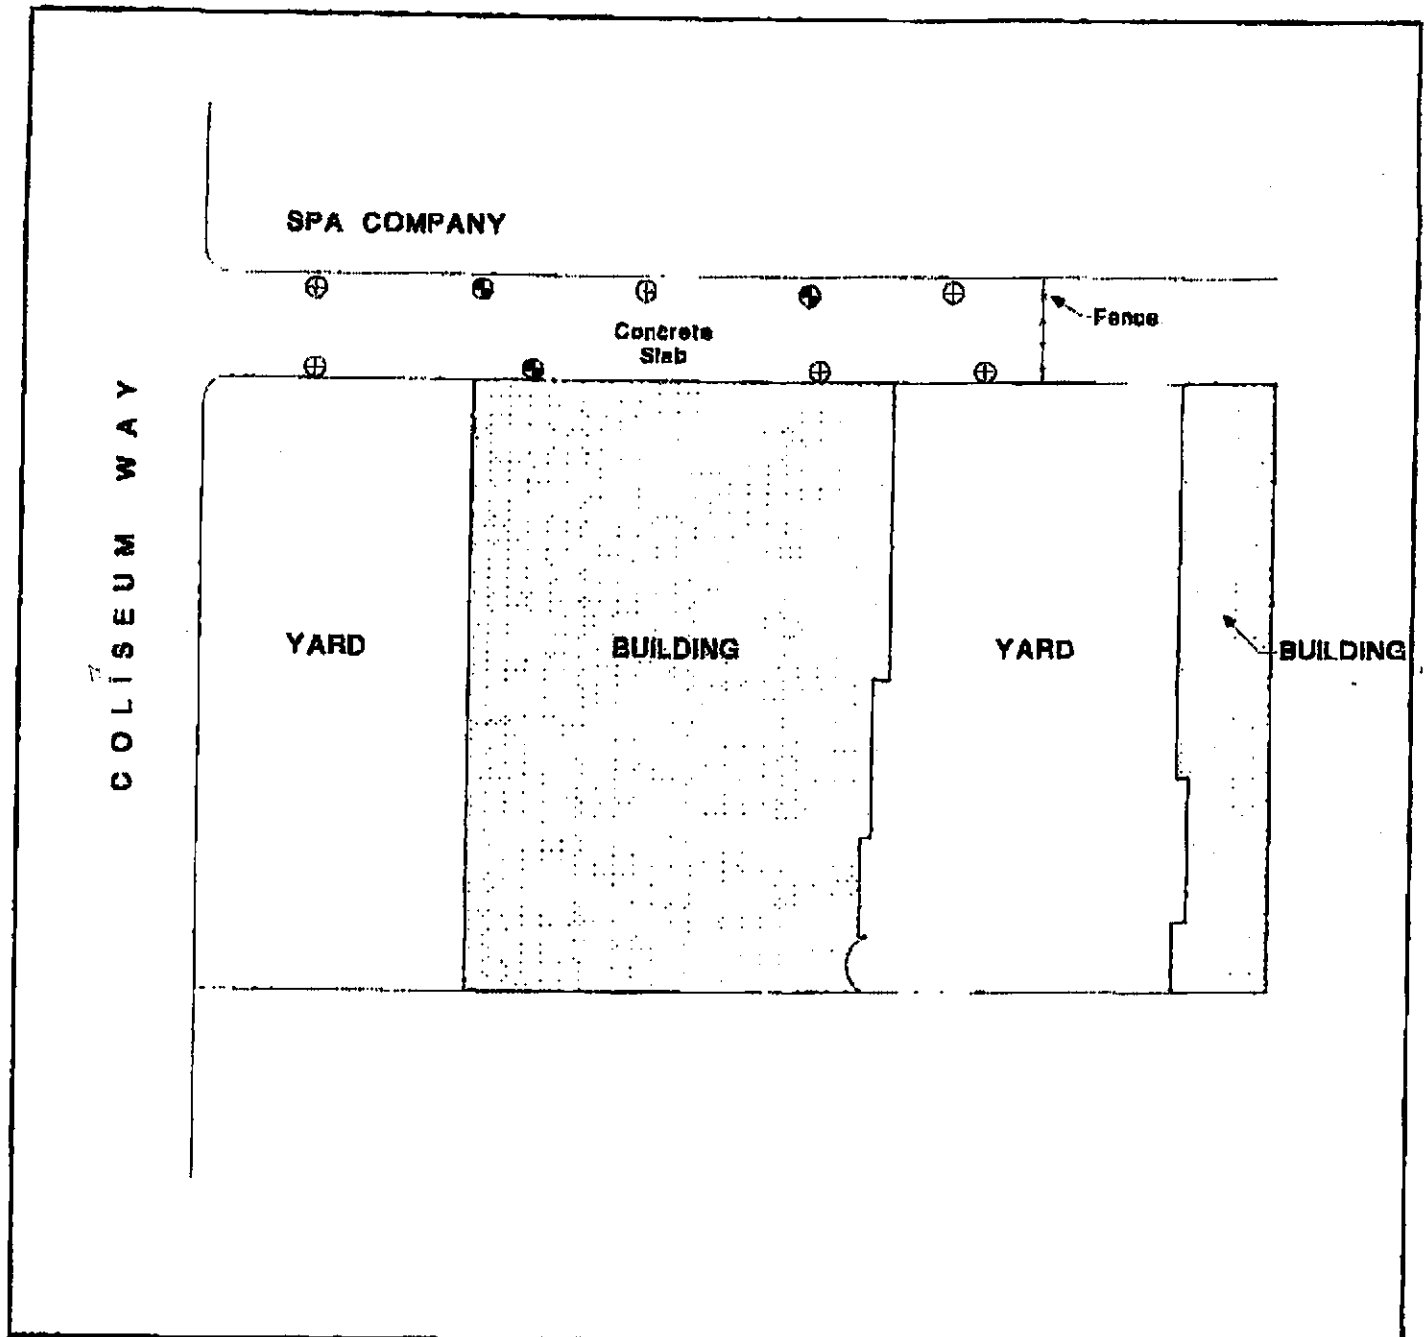 SPA COMPANY
Concrete
Slab
Fence
COLISEUM WAY
YARD
BUILDING
YARD
BUILDING